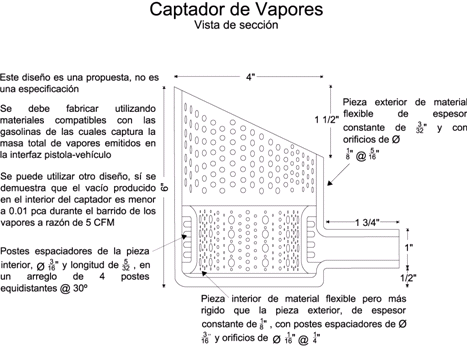 Captador de Vapores
Vista de sección
4"
Este diseño es una propuesta, no es
una especificación
Se debe fabricar utilizando
materiales compatibles con las
gasolinas de las cuales captura la
masa total de vapores emitidos en
la interfaz pistola-vehículo
Se puede utilizar otro diseño, sí se
demuestra que el vacío producido
en el interior del captador es menor
a 0.01 pca durante el barrido de los
vapores a razón de 5 CFM
Postes espaciadores de la pieza
interior, Ø 3/16" y longitud de 5/32 , en
un arreglo de 4 postes
equidistantes @ 30º
6"
1 1/2"
Pieza exterior de material
flexible de espesor
constante de 3/32" y con
orificios de Ø
1/8" @ 5/16"
1 3/4"
1"
1/2"
Pieza interior de material flexible pero más
rigido que la pieza exterior, de espesor
constante de 1/8" , con postes espaciadores de Ø
3/16" y orificios de Ø 1/16" @ 1/4"